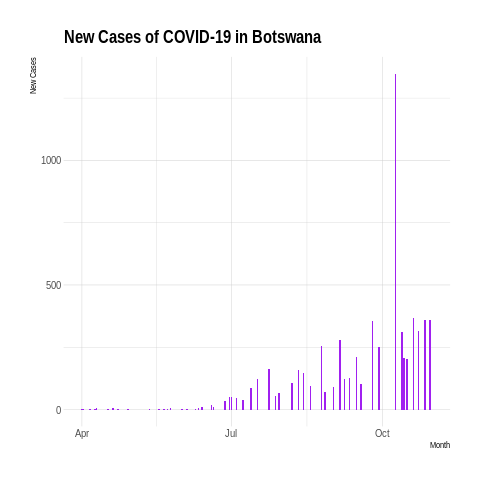 New Cases of COVID-19 in Botswana
New Cases
1000
500
0
Apr Jul Oct
Month